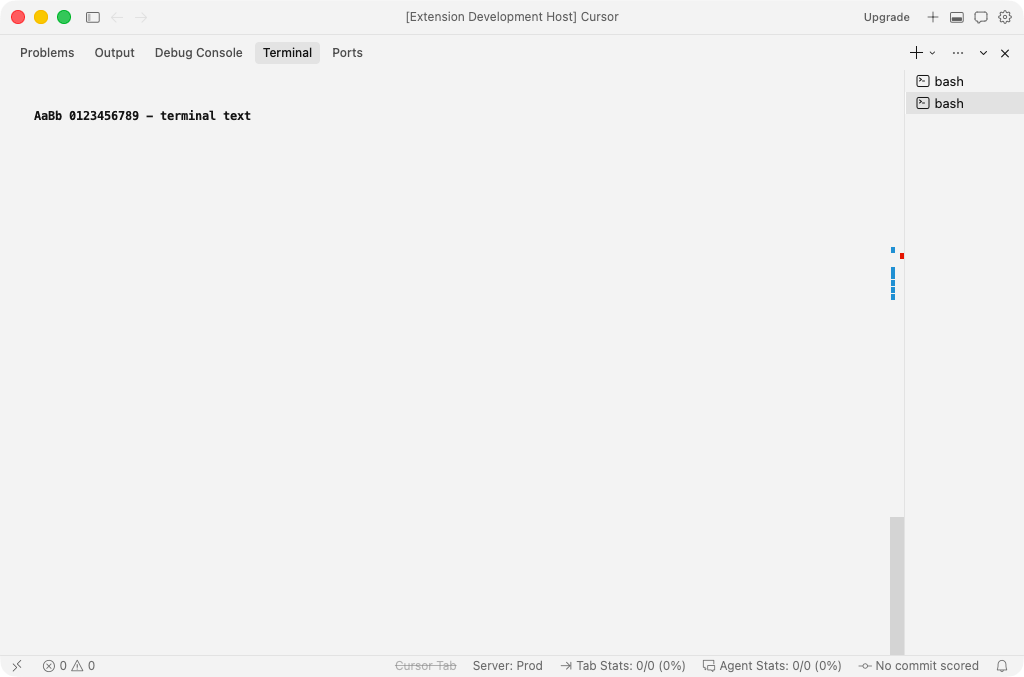 [Extension Development Host] Cursor
Upgrade
Problems Output Debug Console Terminal Ports
bash
bash
AaBb 0123456789 – terminal text
0 0 Cursor Tab Server: Prod Tab Stats: 0/0 (0%) Agent Stats: 0/0 (0%) No commit scored